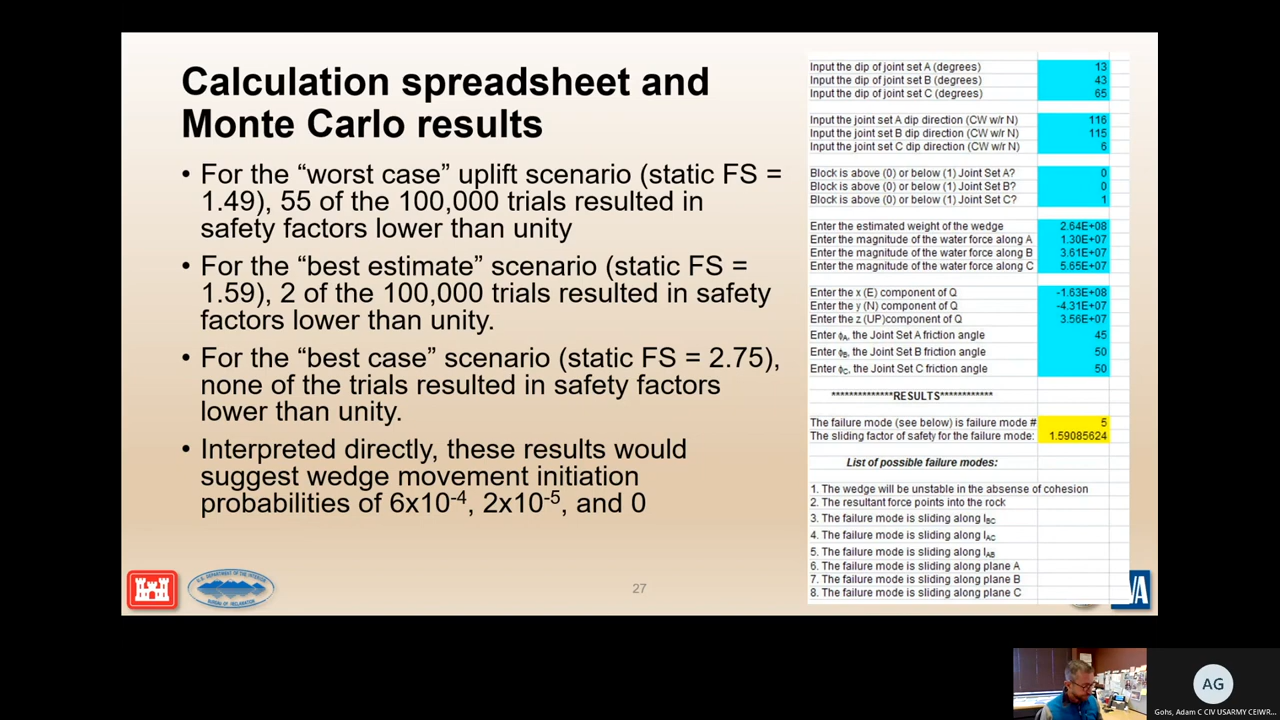 Calculation spreadsheet and
Monte Carlo results
• For the “worst case” uplift scenario (static FS =
1.49), 55 of the 100,000 trials resulted in
safety factors lower than unity
• For the “best estimate” scenario (static FS =
1.59), 2 of the 100,000 trials resulted in safety
factors lower than unity.
• For the “best case” scenario (static FS = 2.75),
none of the trials resulted in safety factors
lower than unity.
• Interpreted directly, these results would
suggest wedge movement initiation
probabilities of 6x10⁻⁴, 2x10⁻⁵, and 0
Input the dip of joint set A (degrees) 13
Input the dip of joint set B (degrees) 43
Input the dip of joint set C (degrees) 65
Input the joint set A dip direction (CW w/r N) 116
Input the joint set B dip direction (CW w/r N) 115
Input the joint set C dip direction (CW w/r N) 6
Block is above (0) or below (1) Joint Set A? 0
Block is above (0) or below (1) Joint Set B? 0
Block is above (0) or below (1) Joint Set C? 1
Enter the estimated weight of the wedge 2.64E+08
Enter the magnitude of the water force along A 1.30E+07
Enter the magnitude of the water force along B 3.61E+07
Enter the magnitude of the water force along C 5.65E+07
Enter the x (E) component of Q -1.63E+08
Enter the y (N) component of Q -4.31E+07
Enter the z (UP)component of Q 3.56E+07
Enter ϕA, the Joint Set A friction angle 45
Enter ϕB, the Joint Set B friction angle 50
Enter ϕC, the Joint Set C friction angle 50
**************RESULTS************
The failure mode (see below) is failure mode # 5
The sliding factor of safety for the failure mode: 1.59085624
List of possible failure modes:
1. The wedge will be unstable in the absense of cohesion
2. The resultant force points into the rock
3. The failure mode is sliding along IBC
4. The failure mode is sliding along IAC
5. The failure mode is sliding along IAB
6. The failure mode is sliding along plane A
7. The failure mode is sliding along plane B
8. The failure mode is sliding along plane C
U.S. DEPARTMENT OF THE INTERIOR
BUREAU OF RECLAMATION
27
VA
AG
Gohs, Adam C CIV USARMY CEIWR...